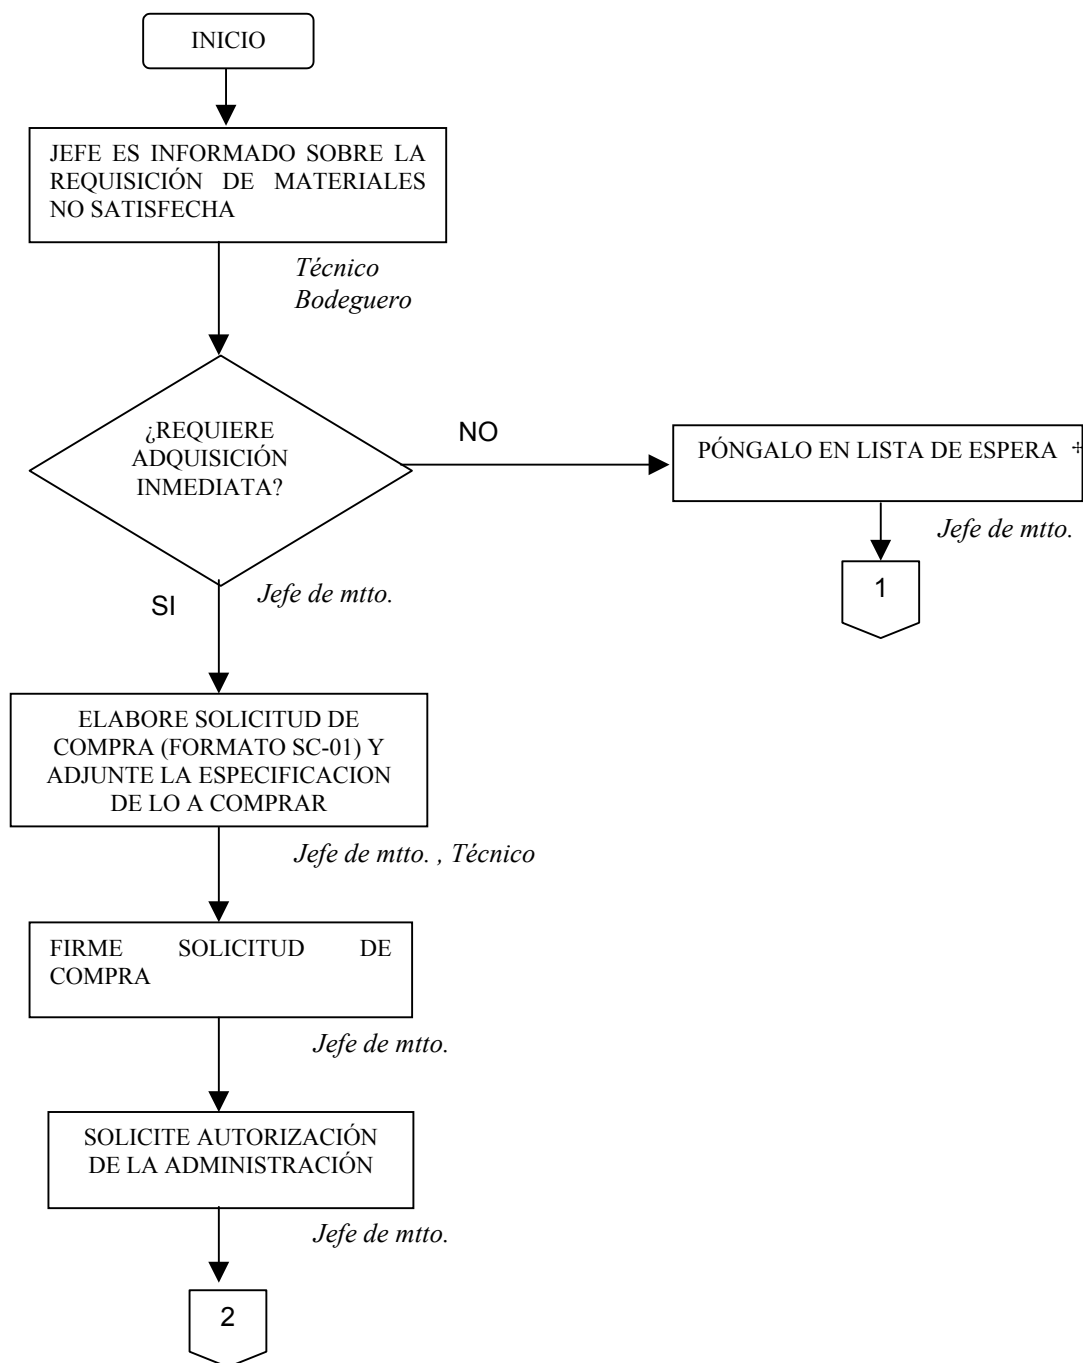 INICIO
JEFE ES INFORMADO SOBRE LA
REQUISICIÓN DE MATERIALES
NO SATISFECHA
Técnico
Bodeguero
¿REQUIERE
ADQUISICIÓN
INMEDIATA?
NO
PÓNGALO EN LISTA DE ESPERA ‡
Jefe de mtto.
1
Jefe de mtto.
SI
ELABORE SOLICITUD DE
COMPRA (FORMATO SC-01) Y
ADJUNTE LA ESPECIFICACION
DE LO A COMPRAR
Jefe de mtto. , Técnico
FIRME SOLICITUD DE
COMPRA
Jefe de mtto.
SOLICITE AUTORIZACIÓN
DE LA ADMINISTRACIÓN
Jefe de mtto.
2